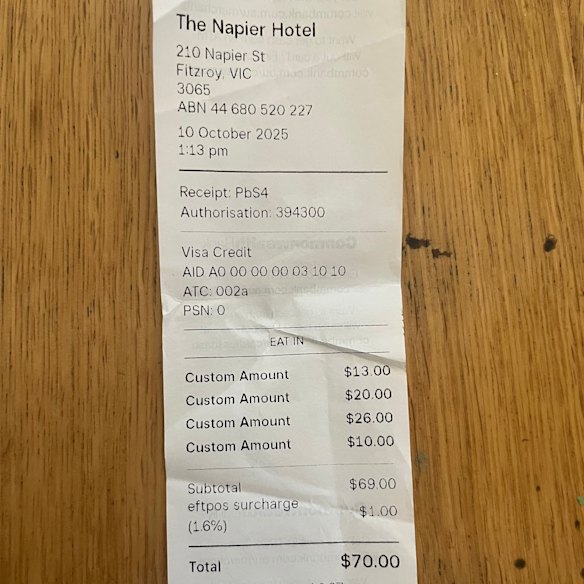 The Napier Hotel
210 Napier St
Fitzroy, VIC
3065
ABN 44 680 520 227
10 October 2025
1:13 pm
Receipt: PbS4
Authorisation: 394300
Visa Credit
AID A0 00 00 00 03 10 10
ATC: 002a
PSN: 0
EAT IN
Custom Amount $13.00
Custom Amount $20.00
Custom Amount $26.00
Custom Amount $10.00
Subtotal $69.00
eftpos surcharge $1.00
(1.6%)
Total $70.00